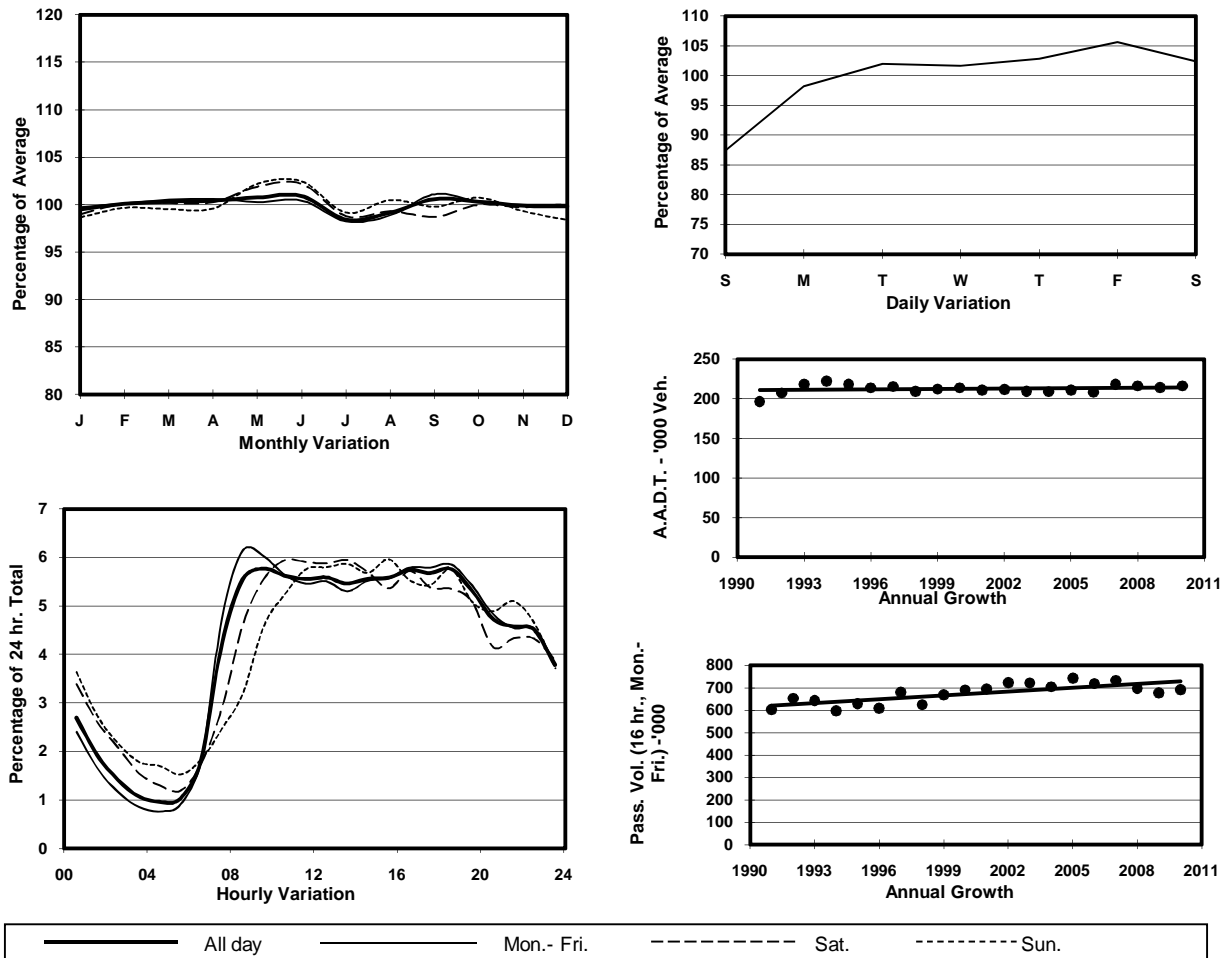 120
115
110
105
100
95
90
85
80
Percentage of Average
J F M A M J J A S O N D
Monthly Variation
110
105
100
95
90
85
80
75
70
Percentage of Average
S M T W T F S
Daily Variation
250
200
150
100
50
0
A.A.D.T. - '000 Veh.
1990 1993 1996 1999 2002 2005 2008 2011
Annual Growth
7
6
5
4
3
2
1
0
Percentage of 24 hr. Total
00 04 08 12 16 20 24
Hourly Variation
800
700
600
500
400
300
200
100
0
Pass. Vol. (16 hr., Mon.-
Fri.) -'000
1990 1993 1996 1999 2002 2005 2008 2011
Annual Growth
All day Mon.- Fri. Sat. Sun.